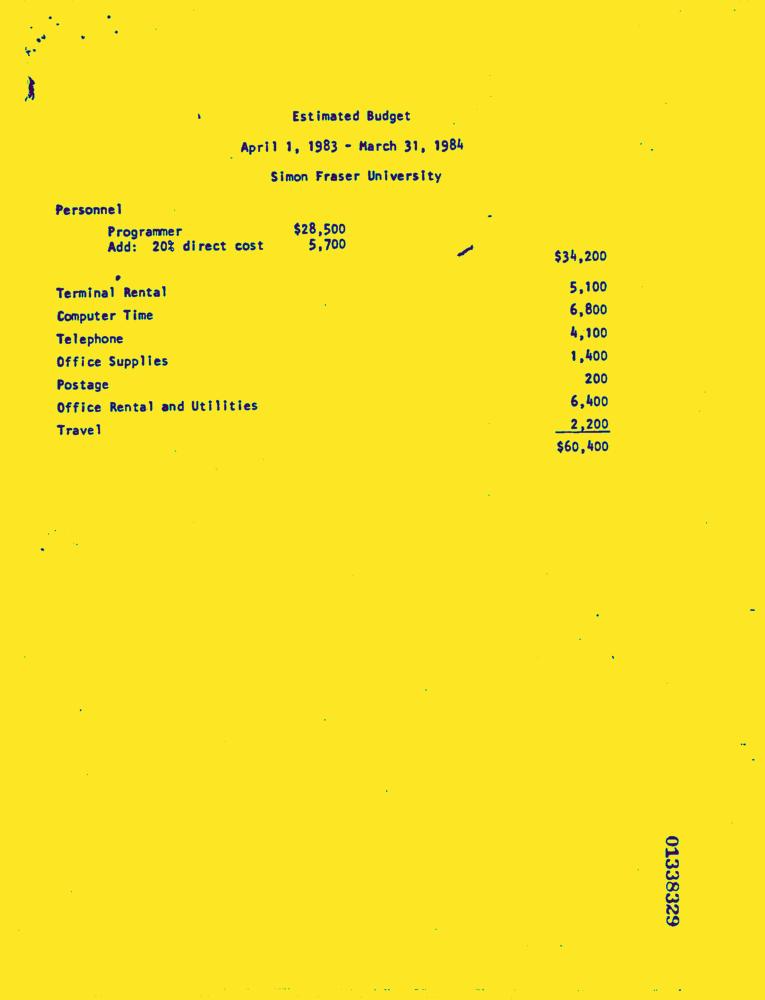 Estimated Budget
April 1, 1983 - March 31, 1984
Simon Fraser University
Personnel
Programmer $28,500
Add: 20% direct cost 5,700
$34,200
Terminal Rental 5,100
Computer Time 6,800
Telephone 4,100
Office Supplies 1,400
Postage 200
Office Rental and Utilities 6,400
Travel 2,200
$60,400
01338329